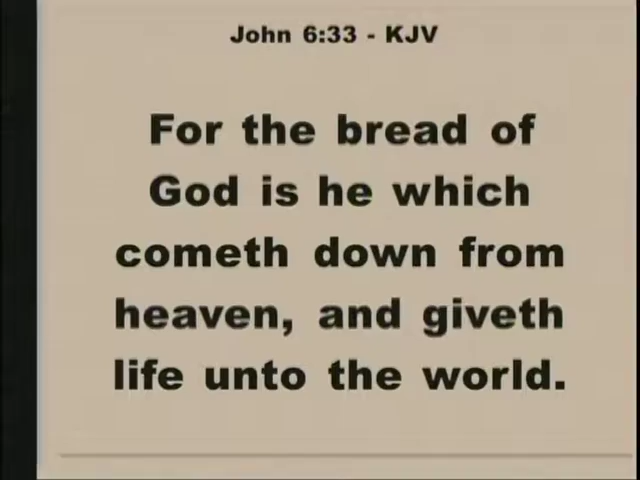 John 6:33 - KJV
For the bread of
God is he which
cometh down from
heaven, and giveth
life unto the world.